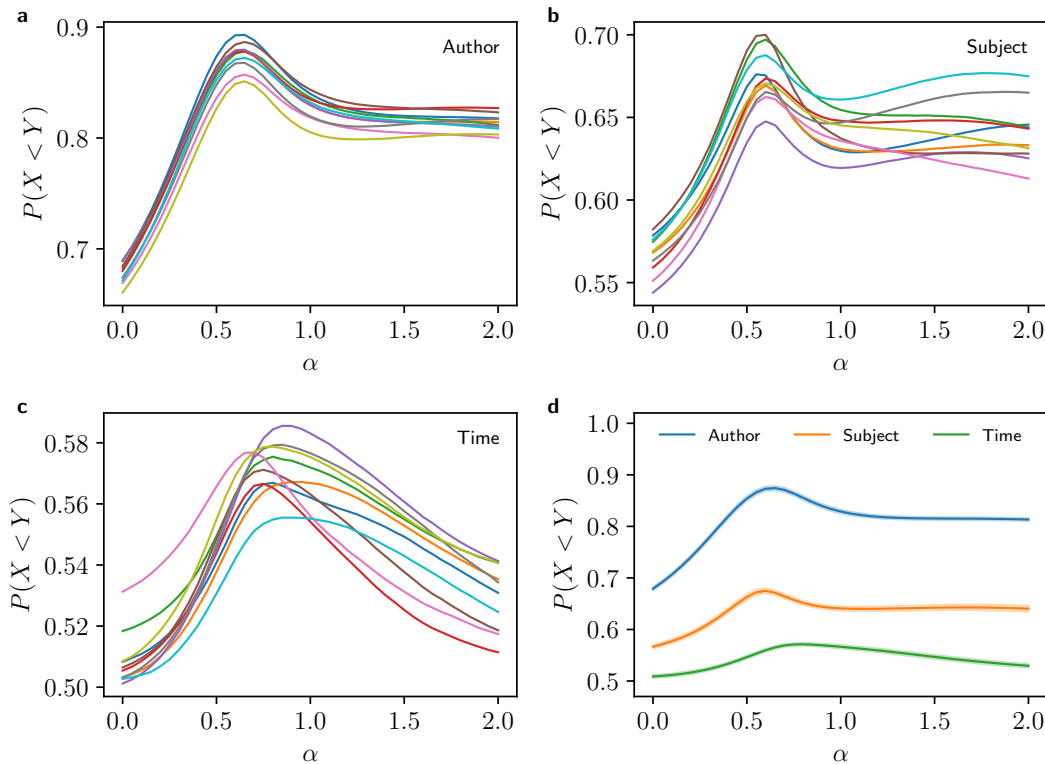 a
Author
0.9
0.8
0.7
P(X < Y)
0.0 0.5 1.0 1.5 2.0
α
b
Subject
0.70
0.65
0.60
0.55
P(X < Y)
0.0 0.5 1.0 1.5 2.0
α
c
Time
0.58
0.56
0.54
0.52
0.50
P(X < Y)
0.0 0.5 1.0 1.5 2.0
α
d
Author Subject Time
1.0
0.9
0.8
0.7
0.6
0.5
P(X < Y)
0.0 0.5 1.0 1.5 2.0
α